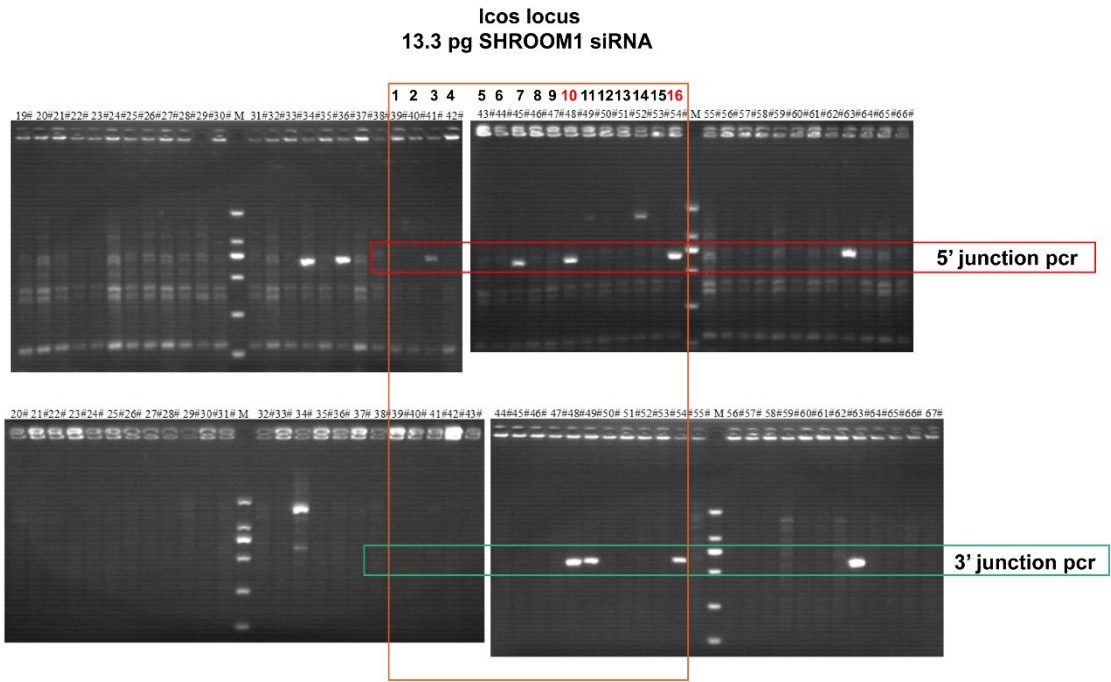 Icos locus
13.3 pg SHROOM1 siRNA
1 2 3 4 5 6 7 8 9 10 11 12 13 14 15 16
19# 20# 21# 22# 23# 24# 25# 26# 27# 28# 29# 30# M 31# 32# 33# 34# 35# 36# 37# 38# 39# 40# 41# 42#
43# 44# 45# 46# 47# 48# 49# 50# 51# 52# 53# 54# M 55# 56# 57# 58# 59# 60# 61# 62# 63# 64# 65# 66#
5’ junction pcr
20# 21# 22# 23# 24# 25# 26# 27# 28# 29# 30# 31# M 32# 33# 34# 35# 36# 37# 38# 39# 40# 41# 42# 43#
44# 45# 46# 47# 48# 49# 50# 51# 52# 53# 54# 55# M 56# 57# 58# 59# 60# 61# 62# 63# 64# 65# 66# 67#
3’ junction pcr